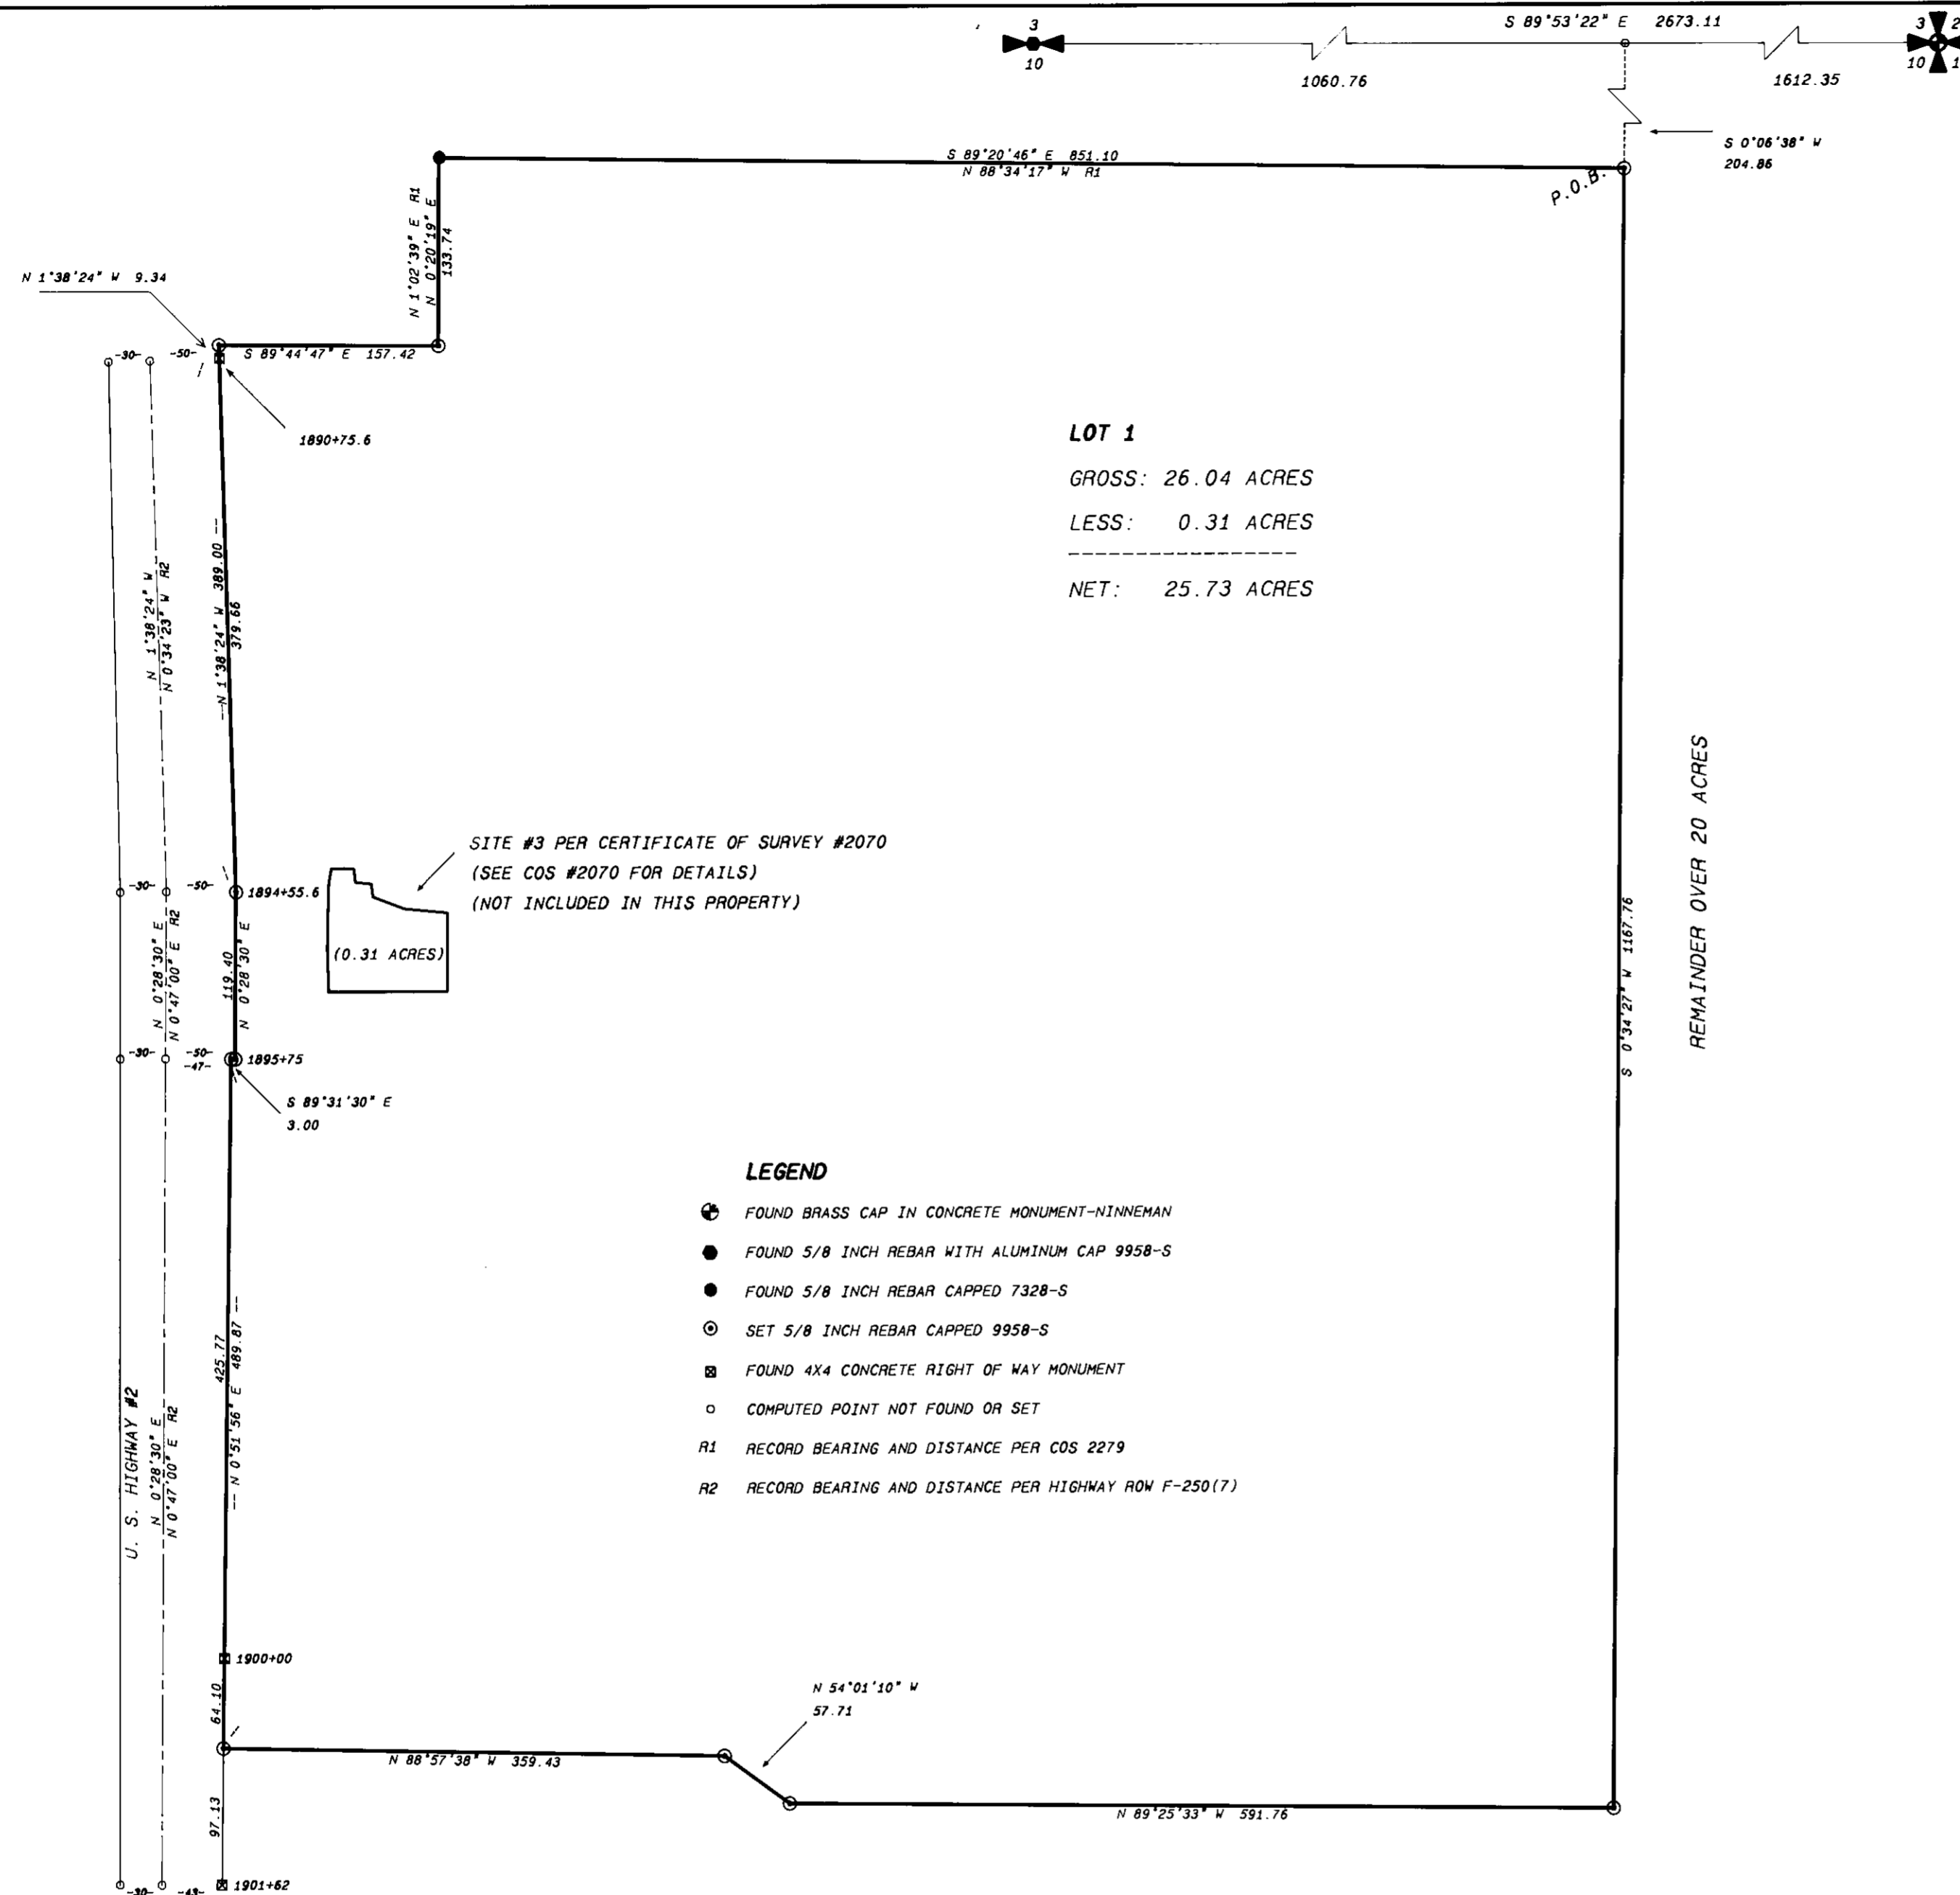 3
S 89°53'22" E 2673.11
3 2
10
10 1
1060.76
1612.35
S 0°06'38" W
204.86
S 89°20'46" E 851.10
N 88°34'17" W R1
P.O.B.
N 1°02'39" E R1
N 0°20'19" E
133.74
N 1°38'24" W 9.34
-30-
-50-
S 89°44'47" E 157.42
1890+75.6
LOT 1
GROSS: 26.04 ACRES
LESS: 0.31 ACRES
NET: 25.73 ACRES
N 1°38'24" W
N 0°34'23" W R2
--N 1°38'24" W 389.00 --
379.66
SITE #3 PER CERTIFICATE OF SURVEY #2070
(SEE COS #2070 FOR DETAILS)
(NOT INCLUDED IN THIS PROPERTY)
(0.31 ACRES)
-30-
-50-
1894+55.6
N 0°28'30" E
N 0°47'00" E R2
119.40
N 0°28'30" E
-30-
-50-
-47-
1895+75
S 89°31'30" E
3.00
S 0°34'27" W 1167.76
REMAINDER OVER 20 ACRES
LEGEND
FOUND BRASS CAP IN CONCRETE MONUMENT-NINNEMAN
FOUND 5/8 INCH REBAR WITH ALUMINUM CAP 9958-S
FOUND 5/8 INCH REBAR CAPPED 7328-S
SET 5/8 INCH REBAR CAPPED 9958-S
FOUND 4X4 CONCRETE RIGHT OF WAY MONUMENT
COMPUTED POINT NOT FOUND OR SET
R1 RECORD BEARING AND DISTANCE PER COS 2279
R2 RECORD BEARING AND DISTANCE PER HIGHWAY ROW F-250(7)
U. S. HIGHWAY #2
N 0°28'30" E
N 0°47'00" E R2
425.77
-- N 0°51'56" E 489.87 --
1900+00
64.10
N 54°01'10" W
57.71
N 88°57'38" W 359.43
N 89°25'33" W 591.76
97.13
-30-
-43-
1901+62